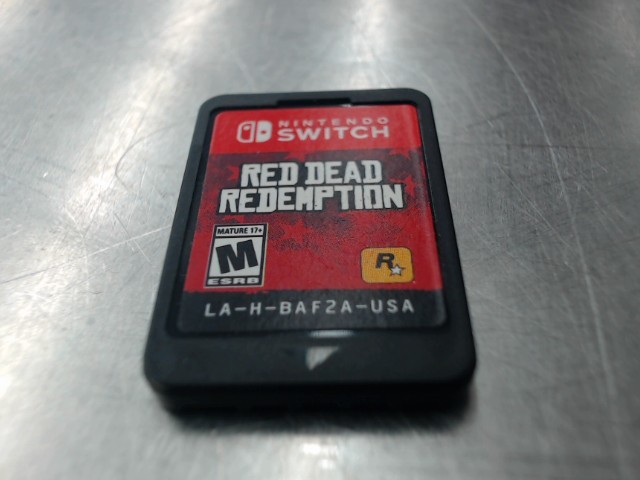 NINTENDO
SWITCH
RED DEAD
REDEMPTION
MATURE 17+
M
ESRB
R
LA-H-BAF2A-USA